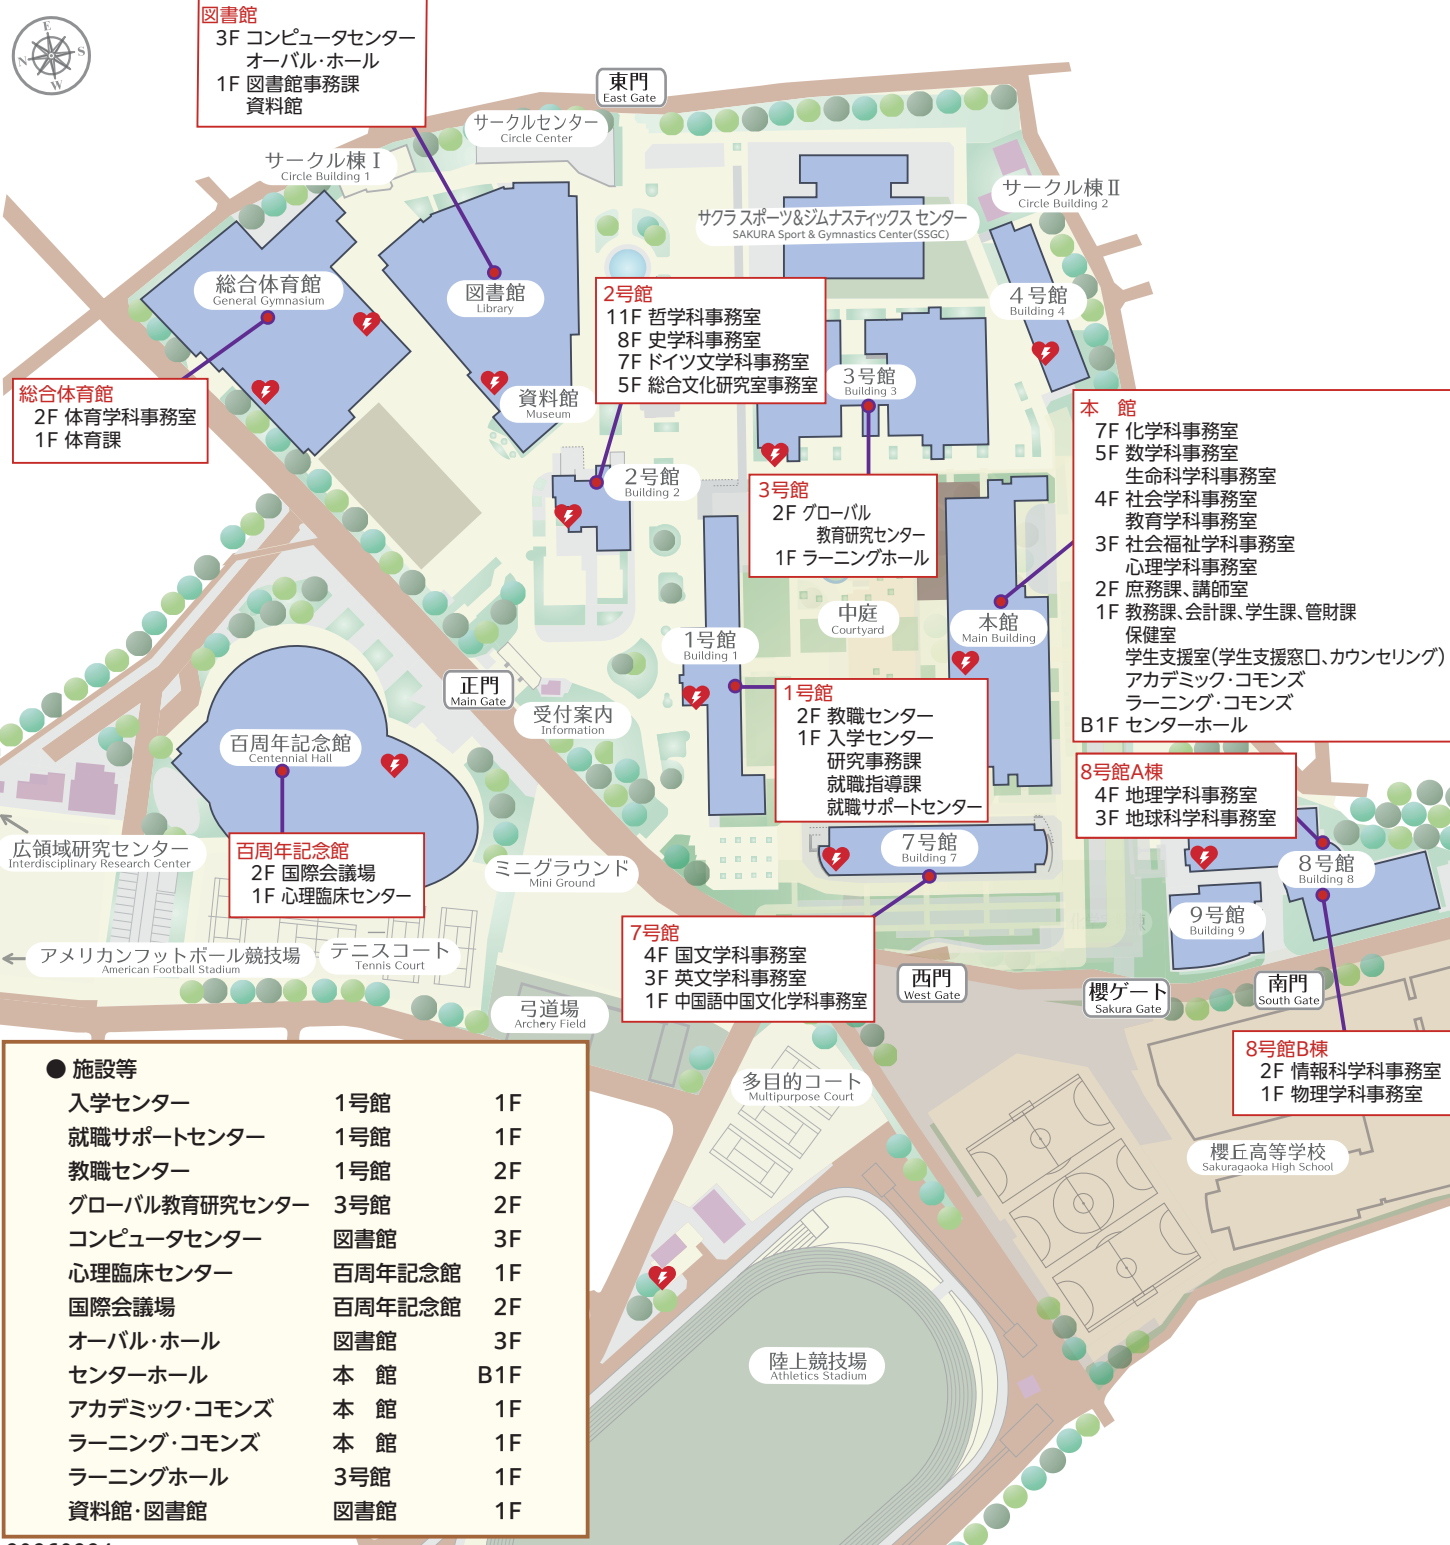 E
N
S
W
図書館
3F コンピュータセンター
オーバル・ホール
1F 図書館事務課
資料館
東門
East Gate
サークルセンター
Circle Center
サークル棟Ⅰ
Circle Building 1
サークル棟Ⅱ
Circle Building 2
サクラ スポーツ&ジムナスティックス センター
SAKURA Sport & Gymnastics Center(SSGC)
総合体育館
General Gymnasium
図書館
Library
4号館
Building 4
2号館
11F 哲学科事務室
8F 史学科事務室
7F ドイツ文学科事務室
5F 総合文化研究室事務室
3号館
Building 3
資料館
Museum
総合体育館
2F 体育学科事務室
1F 体育課
本 館
7F 化学科事務室
5F 数学科事務室
生命科学科事務室
4F 社会学科事務室
教育学科事務室
3F 社会福祉学科事務室
心理学科事務室
2F 庶務課、講師室
1F 教務課、会計課、学生課、管財課
保健室
学生支援室(学生支援窓口、カウンセリング)
アカデミック・コモンズ
ラーニング・コモンズ
B1F センターホール
2号館
Building 2
3号館
2F グローバル
教育研究センター
1F ラーニングホール
中庭
Courtyard
本館
Main Building
1号館
Building 1
正門
Main Gate
受付案内
Information
1号館
2F 教職センター
1F 入学センター
研究事務課
就職指導課
就職サポートセンター
百周年記念館
Centennial Hall
8号館A棟
4F 地理学科事務室
3F 地球科学科事務室
広領域研究センター
Interdisciplinary Research Center
百周年記念館
2F 国際会議場
1F 心理臨床センター
ミニグラウンド
Mini Ground
7号館
Building 7
8号館
Building 8
9号館
Building 9
アメリカンフットボール競技場
American Football Stadium
テニスコート
Tennis Court
7号館
4F 国文学科事務室
3F 英文学科事務室
1F 中国語中国文化学科事務室
西門
West Gate
櫻ゲート
Sakura Gate
南門
South Gate
弓道場
Archery Field
8号館B棟
2F 情報科学科事務室
1F 物理学科事務室
多目的コート
Multipurpose Court
櫻丘高等学校
Sakuragaoka High School
陸上競技場
Athletics Stadium
● 施設等
入学センター 1号館 1F
就職サポートセンター 1号館 1F
教職センター 1号館 2F
グローバル教育研究センター 3号館 2F
コンピュータセンター 図書館 3F
心理臨床センター 百周年記念館 1F
国際会議場 百周年記念館 2F
オーバル・ホール 図書館 3F
センターホール 本 館 B1F
アカデミック・コモンズ 本 館 1F
ラーニング・コモンズ 本 館 1F
ラーニングホール 3号館 1F
資料館・図書館 図書館 1F